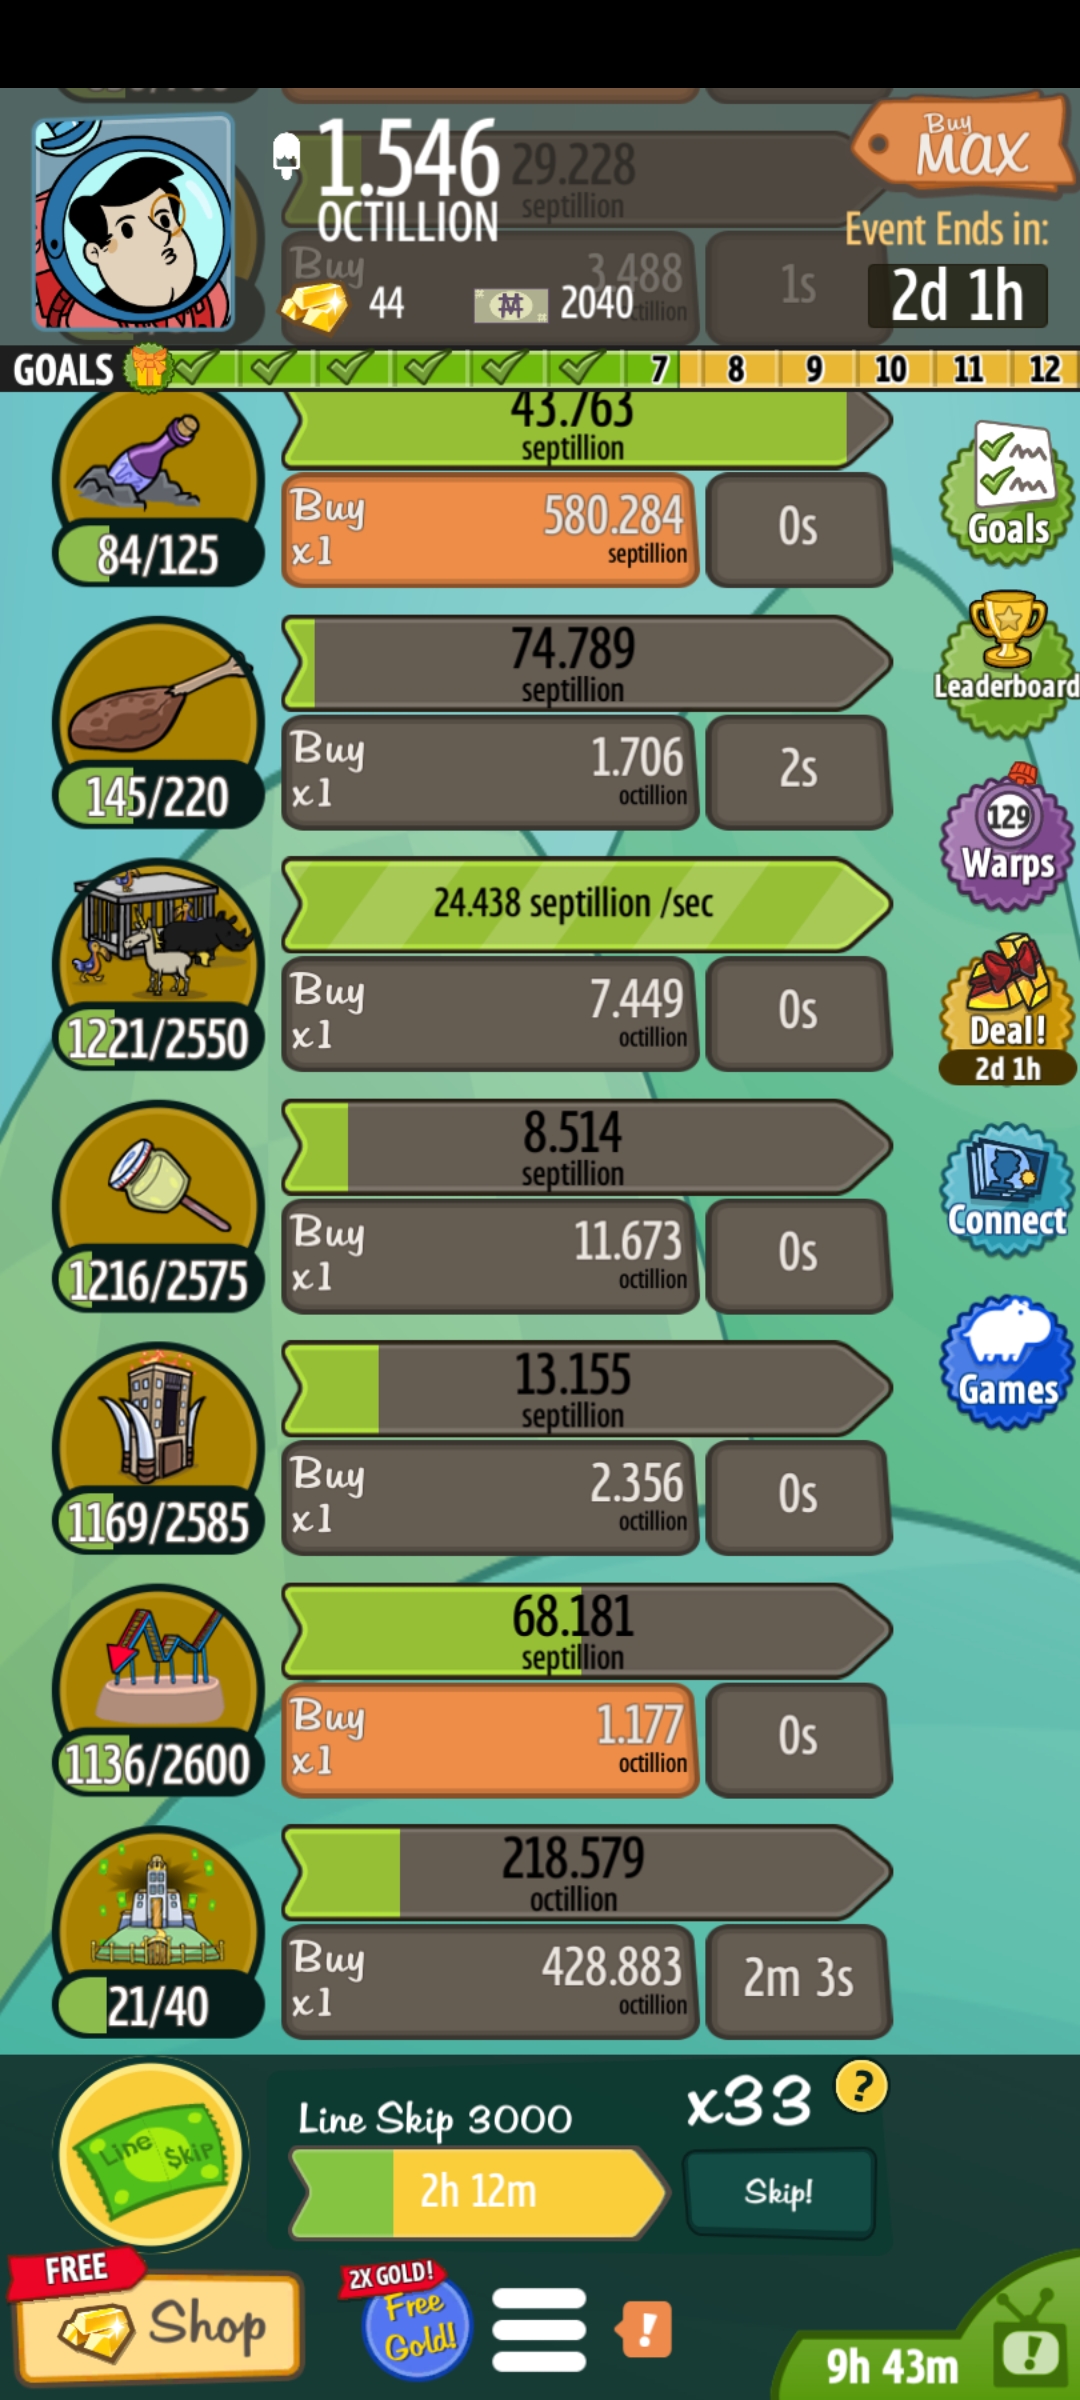 1.546
OCTILLION
29.228
septillion
Buy
MAX
Event Ends in:
2d 1h
Buy
3.488
1s
44
2040
GOALS
7
8
9
10
11
12
43.763
septillion
84/125
Buy
x1
580.284
septillion
0s
Goals
74.789
septillion
145/220
Buy
x1
1.706
octillion
2s
Leaderboard
24.438 septillion /sec
1221/2550
Buy
x1
7.449
octillion
0s
129
Warps
Deal!
2d 1h
8.514
septillion
1216/2575
Buy
x1
11.673
octillion
0s
Connect
13.155
septillion
1169/2585
Buy
x1
2.356
octillion
0s
Games
68.181
septillion
1136/2600
Buy
x1
1.177
octillion
0s
218.579
octillion
21/40
Buy
x1
428.883
octillion
2m 3s
Line $kip
Line Skip 3000
2h 12m
x33
?
Skip!
FREE
Shop
2X GOLD!
Free
Gold!
!
9h 43m
!